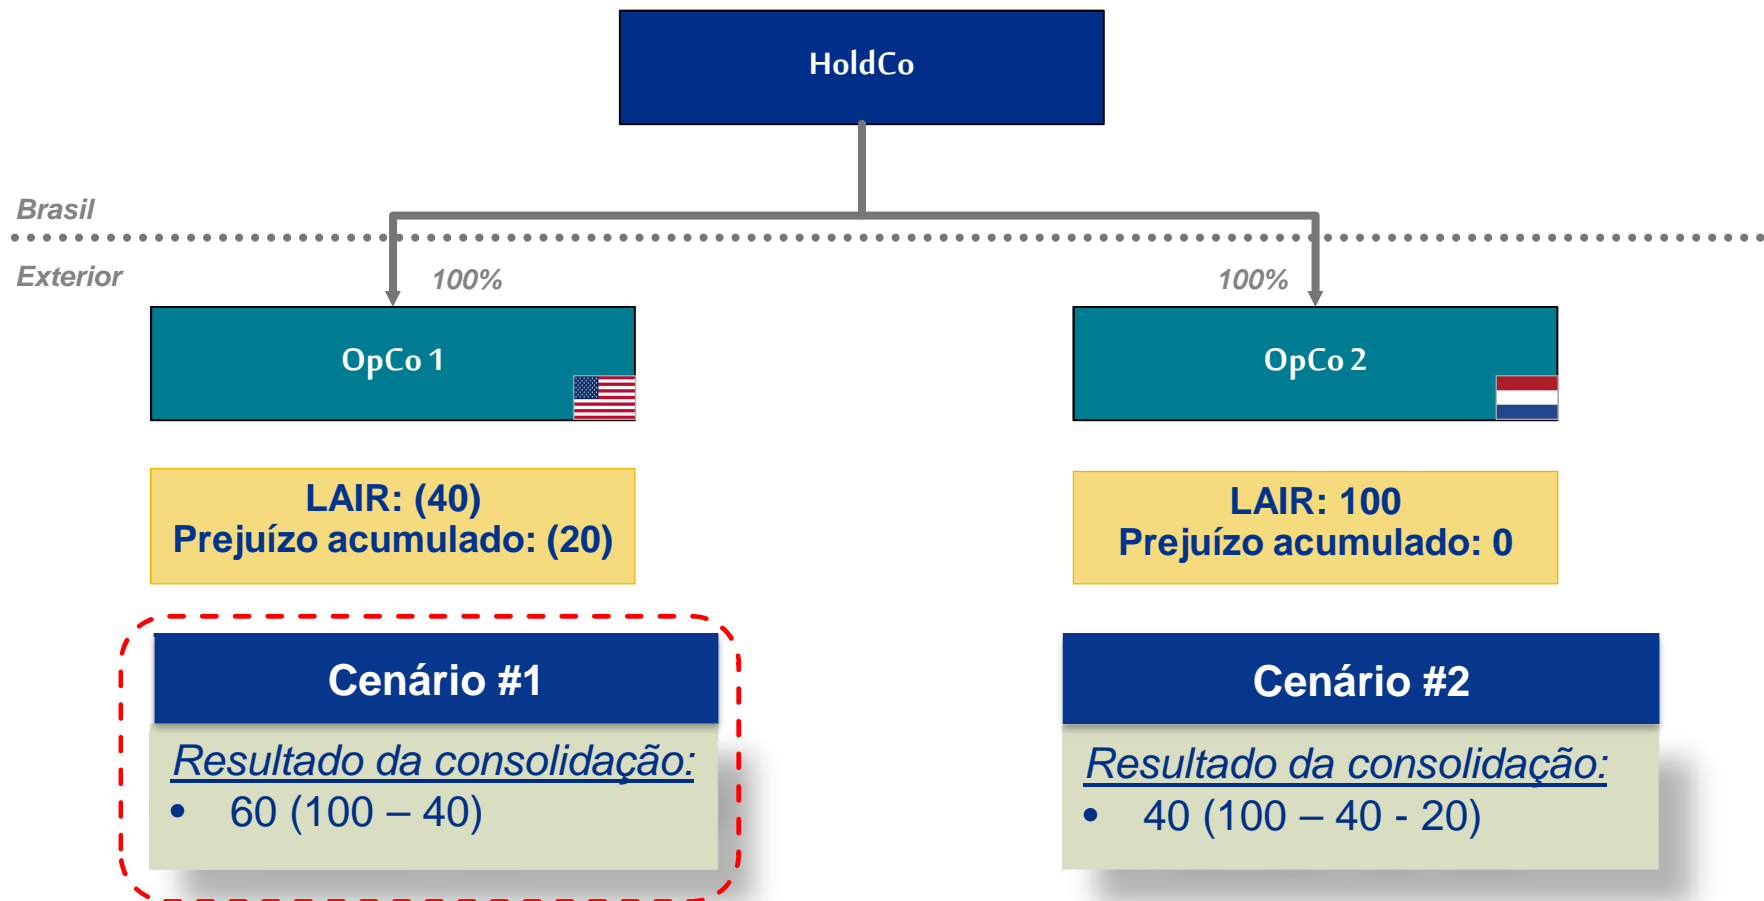 HoldCo
Brasil
Exterior
100%
100%
OpCo 1
OpCo 2
LAIR: (40)
Prejuízo acumulado: (20)
LAIR: 100
Prejuízo acumulado: 0
Cenário #1
Resultado da consolidação:
• 60 (100 – 40)
Cenário #2
Resultado da consolidação:
• 40 (100 – 40 - 20)